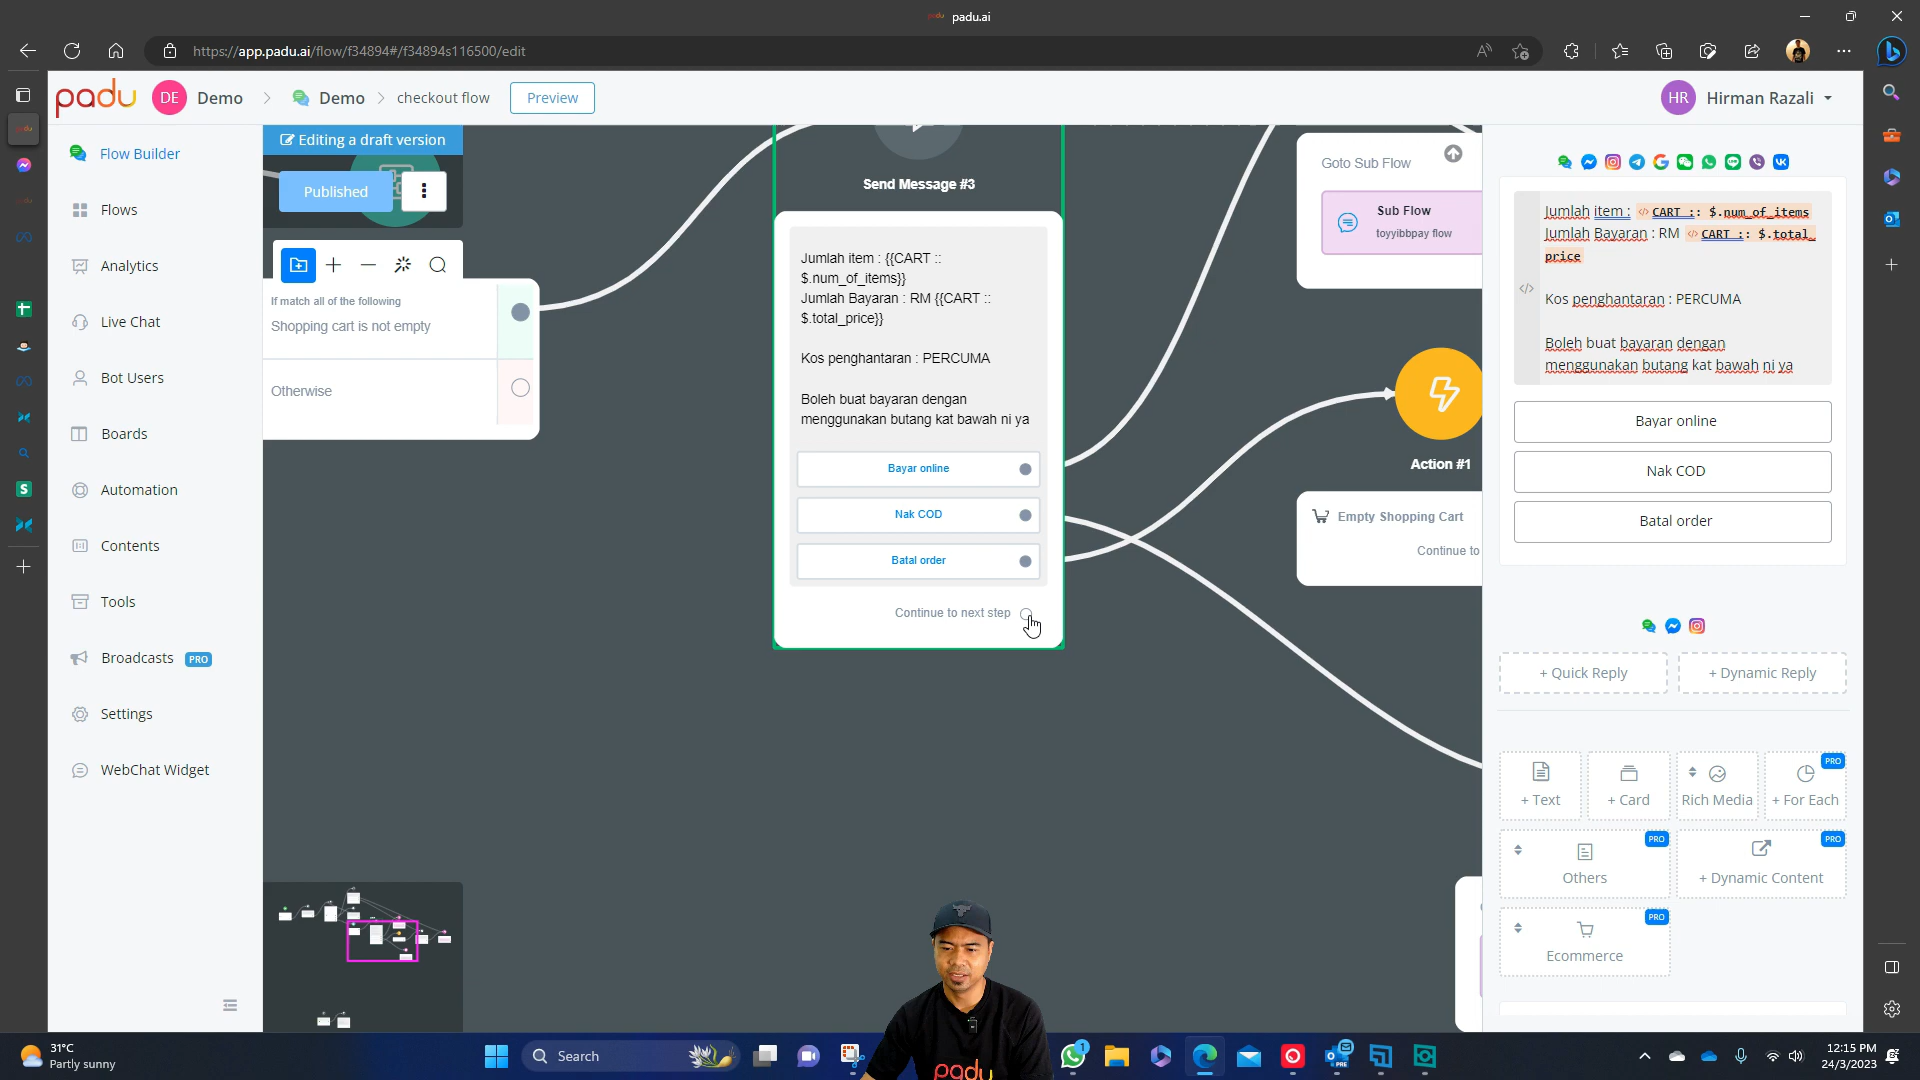 padu.ai
https://app.padu.ai/flow/f34894#/f34894s116500/edit
padu
DE
Demo
Demo
checkout flow
Preview
HR
Hirman Razali
Flow Builder
Flows
Analytics
Live Chat
Bot Users
Boards
Automation
Contents
Tools
Broadcasts PRO
Settings
WebChat Widget
Editing a draft version
Published
If match all of the following
Shopping cart is not empty
Otherwise
Send Message #3
Jumlah item : {{CART ::
$.num_of_items}}
Jumlah Bayaran : RM {{CART ::
$.total_price}}
Kos penghantaran : PERCUMA
Boleh buat bayaran dengan
menggunakan butang kat bawah ni ya
Bayar online
Nak COD
Batal order
Continue to next step
Goto Sub Flow
Sub Flow
toyyibbpay flow
Action #1
Empty Shopping Cart
Continue to
Jumlah item : CART :: $.num_of_items
Jumlah Bayaran : RM CART :: $.total_
price
Kos penghantaran : PERCUMA
Boleh buat bayaran dengan
menggunakan butang kat bawah ni ya
Bayar online
Nak COD
Batal order
+ Quick Reply
+ Dynamic Reply
+ Text
+ Card
Rich Media
PRO
+ For Each
PRO
Others
PRO
+ Dynamic Content
PRO
Ecommerce
padu
31°C
Partly sunny
Search
1
PRE
12:15 PM
24/3/2023